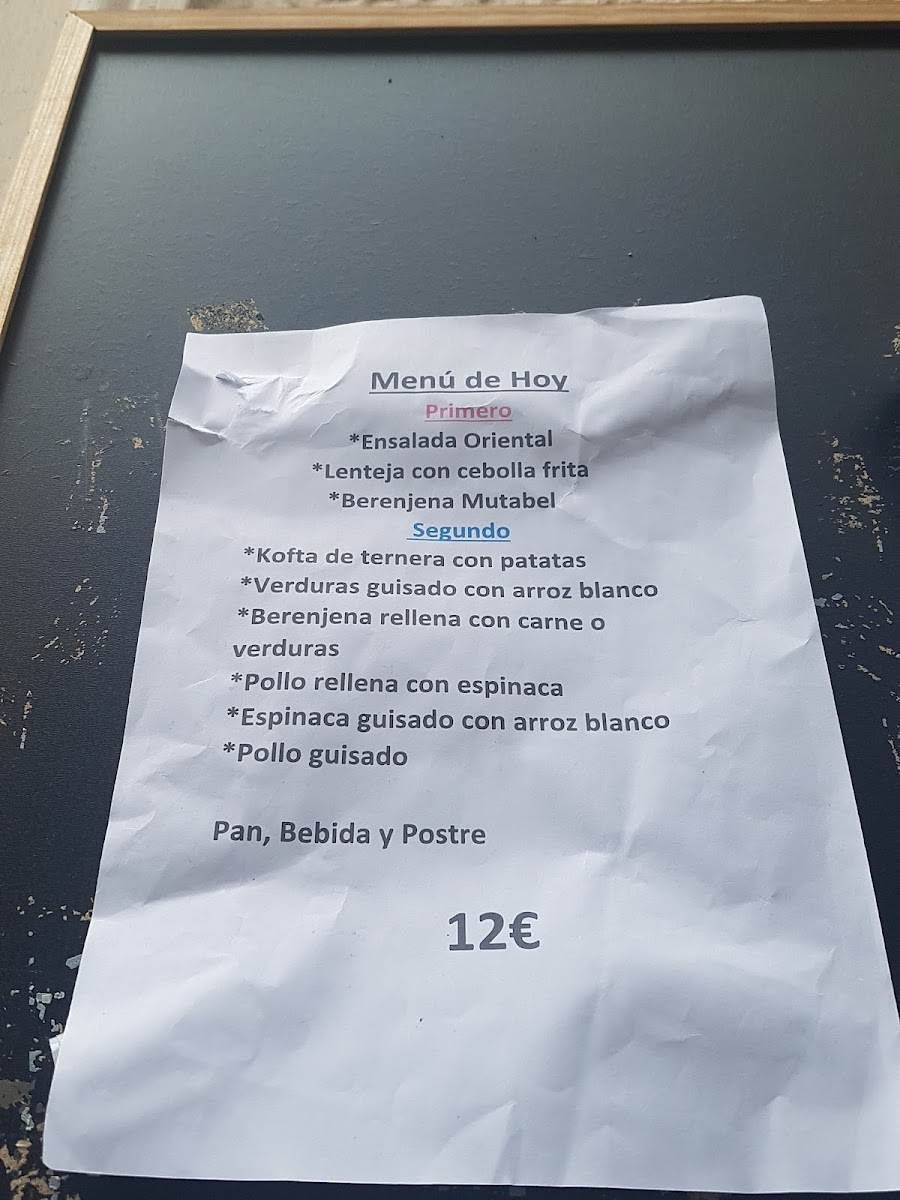 Menú de Hoy
Primero
*Ensalada Oriental
*Lenteja con cebolla frita
*Berenjena Mutabel
Segundo
*Kofta de ternera con patatas
*Verduras guisado con arroz blanco
*Berenjena rellena con carne o
verduras
*Pollo rellena con espinaca
*Espinaca guisado con arroz blanco
*Pollo guisado
Pan, Bebida y Postre
12€